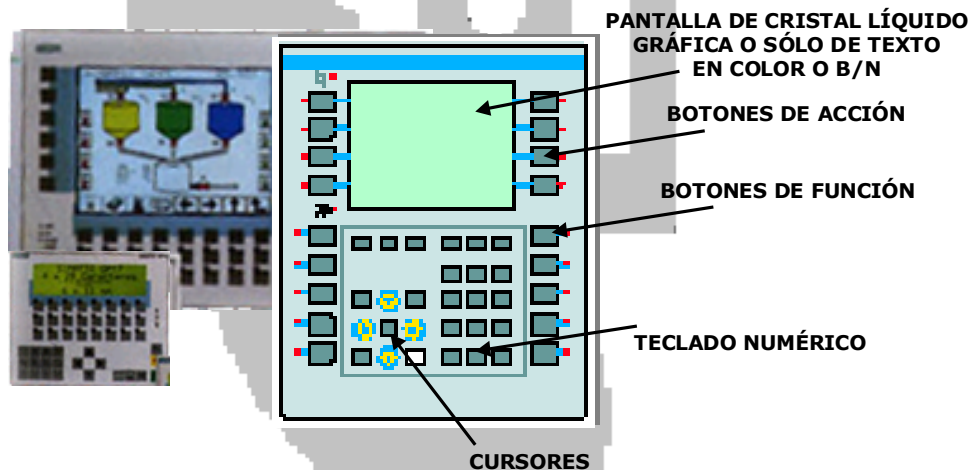 PANTALLA DE CRISTAL LÍQUIDO
GRÁFICA O SÓLO DE TEXTO
EN COLOR O B/N
BOTONES DE ACCIÓN
BOTONES DE FUNCIÓN
TECLADO NUMÉRICO
CURSORES